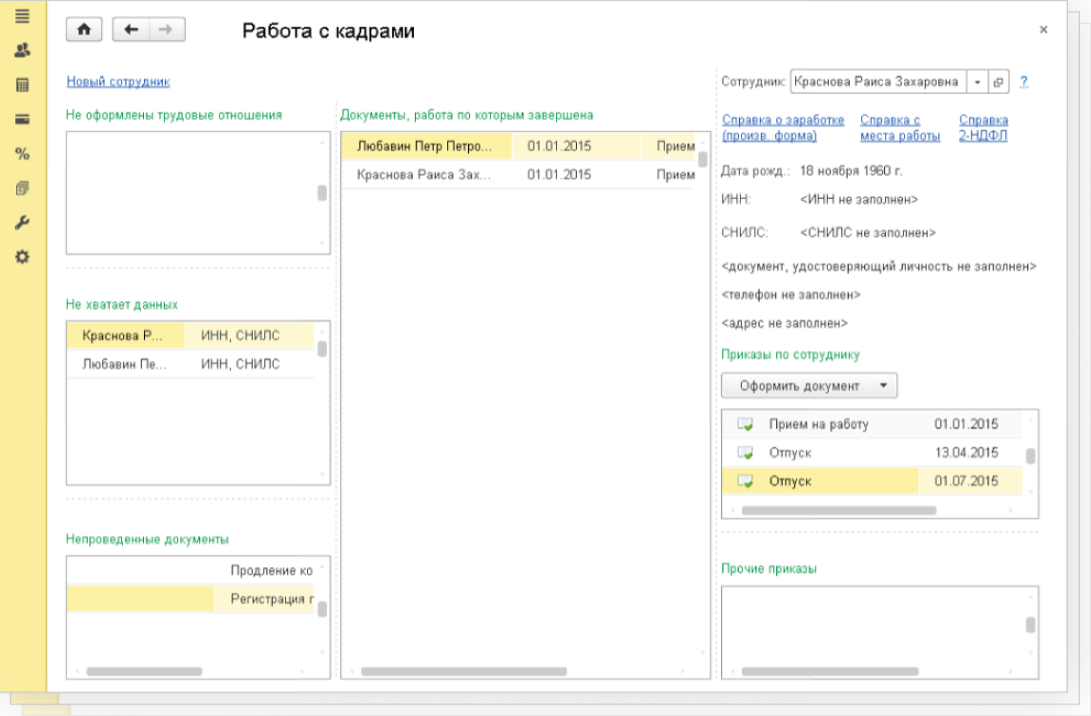 Работа с кадрами
Новый сотрудник
Не оформлены трудовые отношения
Не хватает данных
Краснова Р... ИНН, СНИЛС
Любавин Пе... ИНН, СНИЛС
Непроведенные документы
Продление ко
Регистрация г
Документы, работа по которым завершена
Любавин Петр Петро... 01.01.2015 Прием
Краснова Раиса Зах... 01.01.2015 Прием
Сотрудник: Краснова Раиса Захаровна ?
Справка о заработке
(произв. форма)
Справка с
места работы
Справка
2-НДФЛ
Дата рожд.: 18 ноября 1960 г.
ИНН: <ИНН не заполнен>
СНИЛС: <СНИЛС не заполнен>
<документ, удостоверяющий личность не заполнен>
<телефон не заполнен>
<адрес не заполнен>
Приказы по сотруднику
Оформить документ
Прием на работу 01.01.2015
Отпуск 13.04.2015
Отпуск 01.07.2015
Прочие приказы